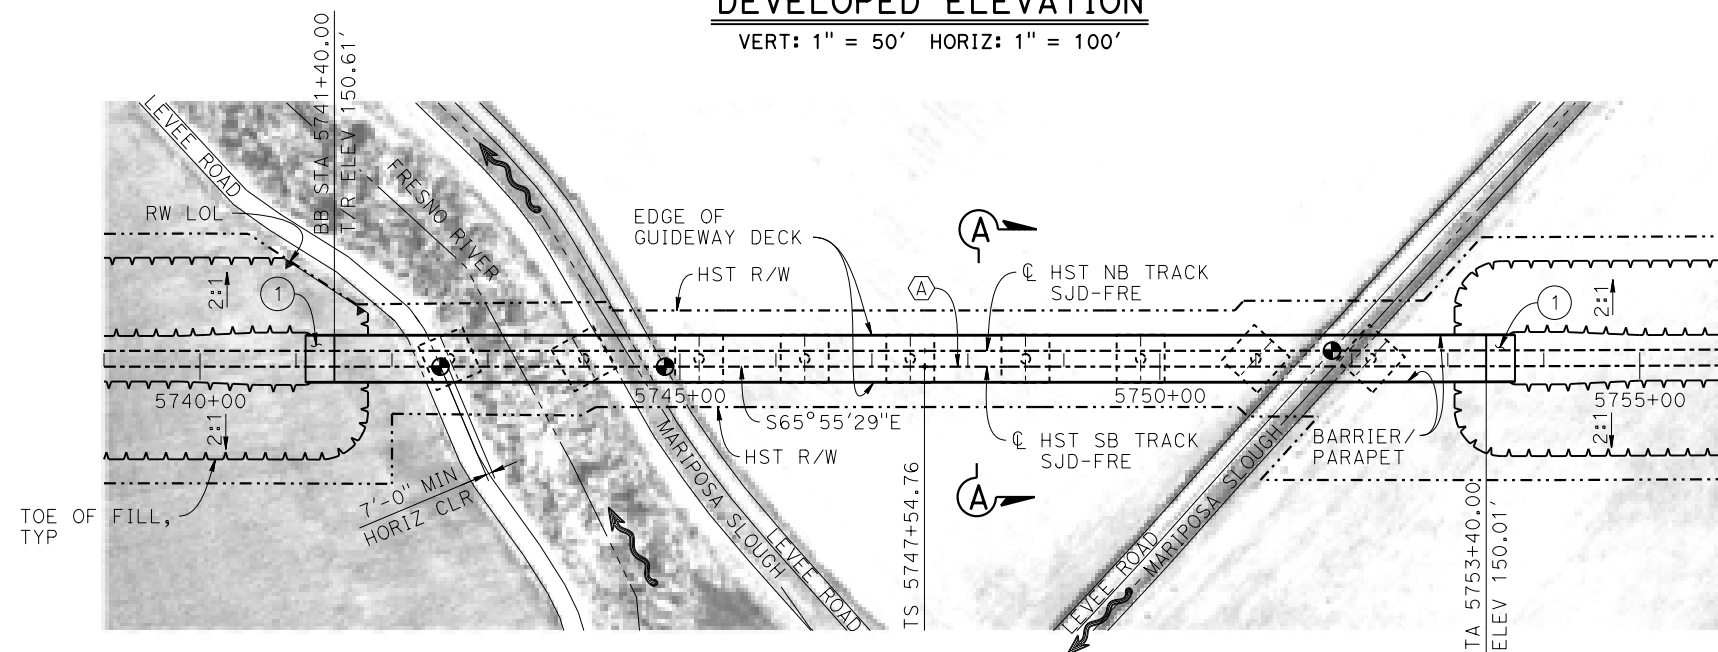 DEVELOPED ELEVATION
VERT: 1" = 50' HORIZ: 1" = 100'
BB STA 5741+40.00
T/R ELEV 150.61'
LEVEE ROAD
FRESNO RIVER
RW LOL
EDGE OF
GUIDEWAY DECK
A
HST R/W
A
℄ HST NB TRACK
SJD-FRE
2:1
1
1
2:1
5740+00
5745+00
5750+00
5755+00
2:1
2:1
S65°55'29"E
℄ HST SB TRACK
SJD-FRE
HST R/W
BARRIER/
PARAPET
A
7'-0" MIN
HORIZ CLR
TOE OF FILL,
TYP
MARIPOSA SLOUGH
LEVEE ROAD
TS 5747+54.76
LEVEE ROAD
MARIPOSA SLOUGH
TA 5753+40.00
ELEV 150.01'